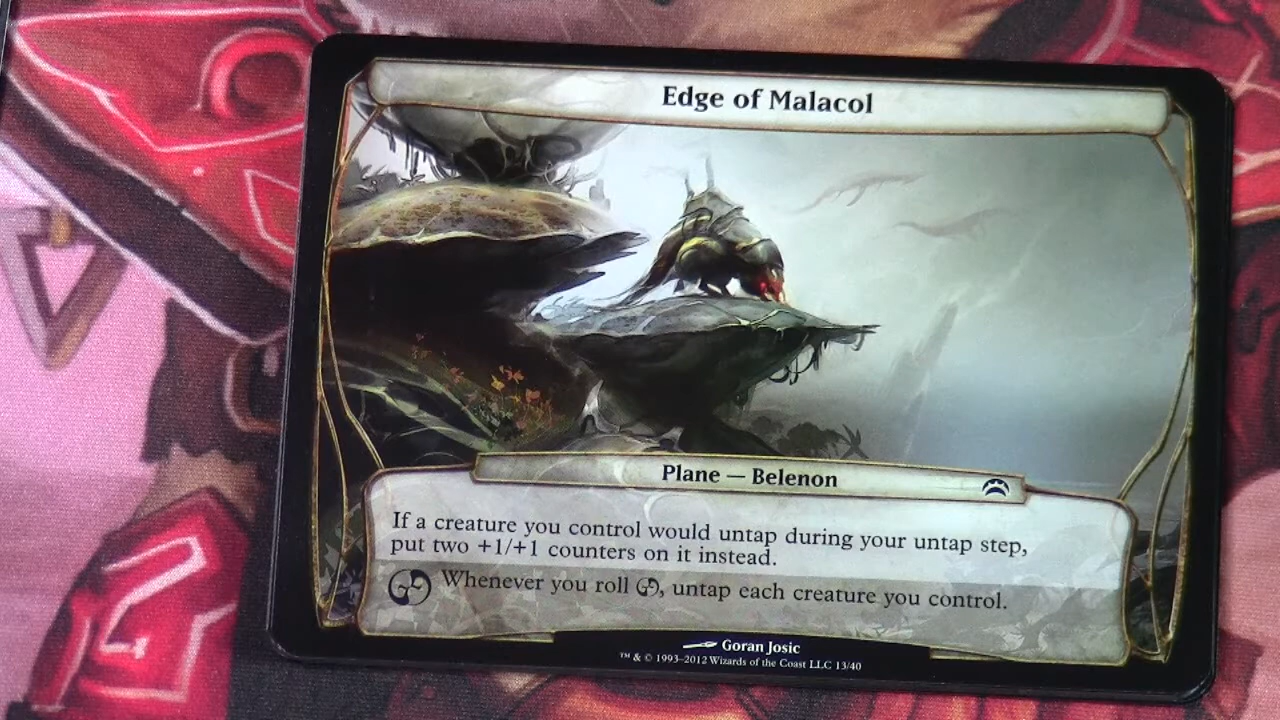 Edge of Malacol
Plane — Belenon
If a creature you control would untap during your untap step,
put two +1/+1 counters on it instead.
Whenever you roll , untap each creature you control.
Goran Josic
™ & © 1993–2012 Wizards of the Coast LLC 13/40